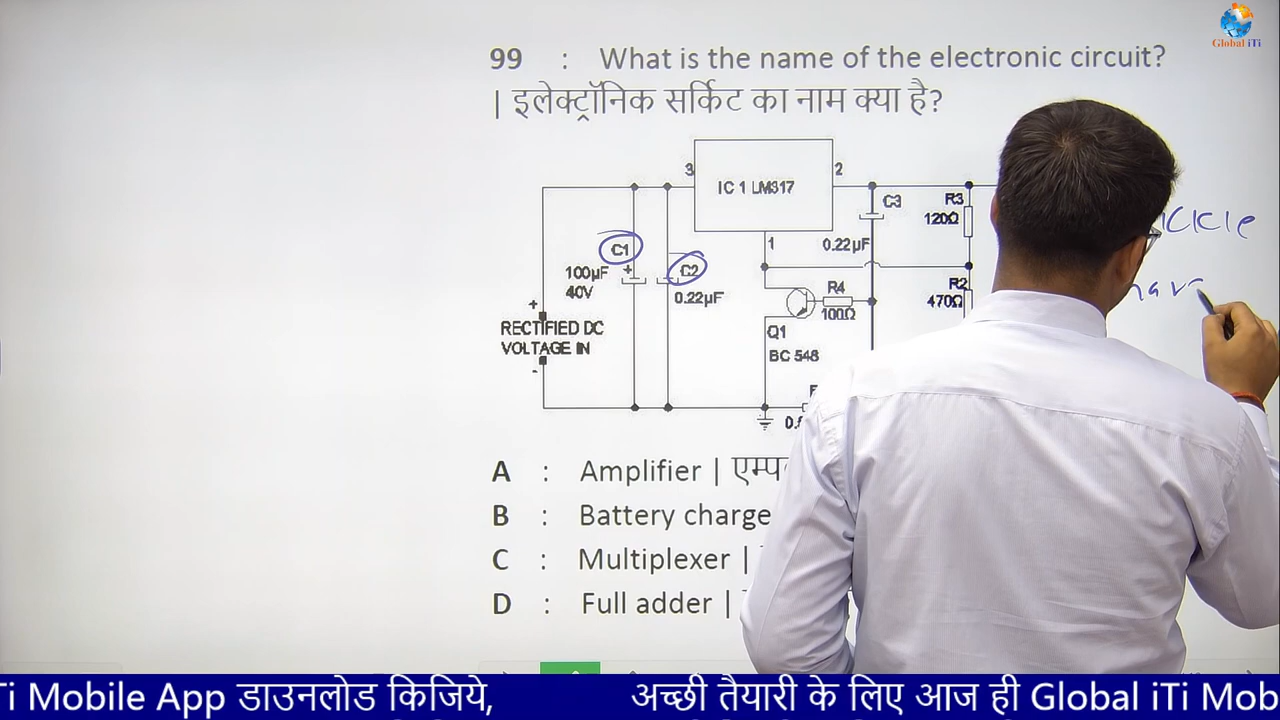 Global iTi
99 : What is the name of the electronic circuit?
| इलेक्ट्रॉनिक सर्किट का नाम क्या है?
3
IC 1 LM317
2
C3
R3
120Ω
C1
1
0.22µF
100µF
40V
+
C2
0.22µF
R4
100Ω
R2
470Ω
+
RECTIFIED DC
VOLTAGE IN
-
Q1
BC 548
A : Amplifier |
B : Battery
C : Multiplexer |
D : Full adder |
Ti Mobile App डाउनलोड किजिये, अच्छी तैयारी के लिए आज ही Global iTi Mob